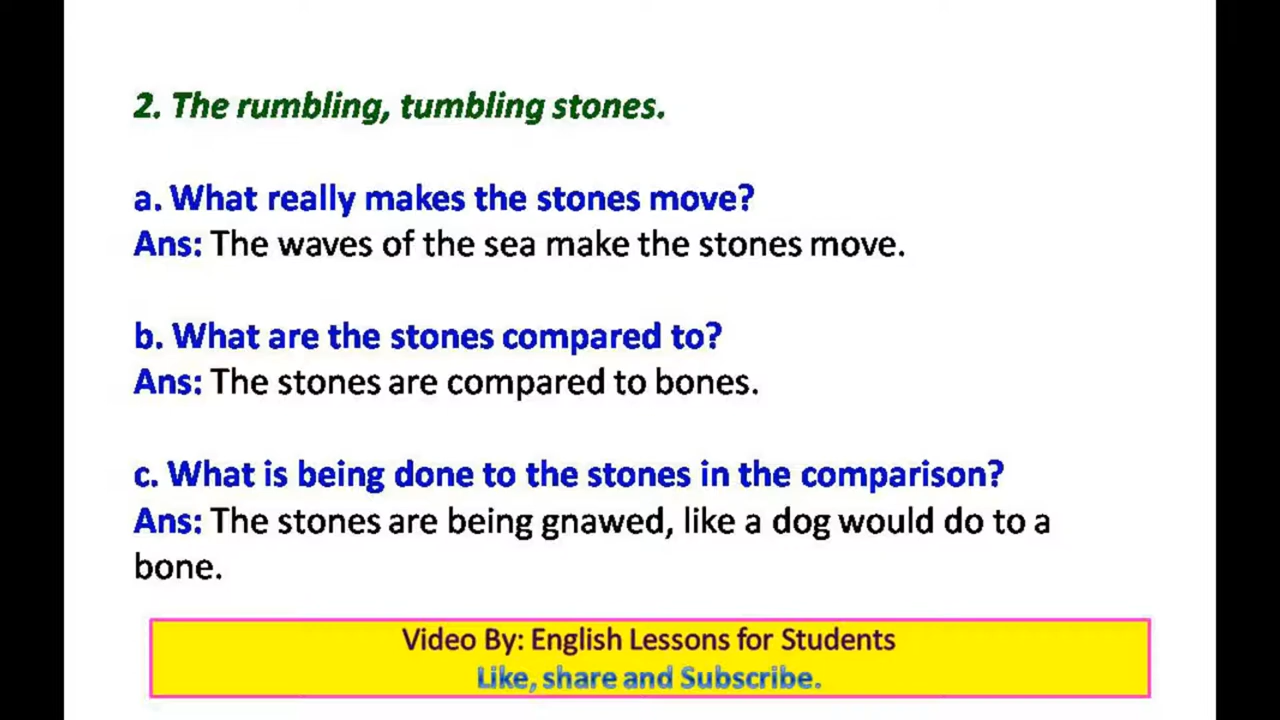 2. The rumbling, tumbling stones.
a. What really makes the stones move?
Ans: The waves of the sea make the stones move.
b. What are the stones compared to?
Ans: The stones are compared to bones.
c. What is being done to the stones in the comparison?
Ans: The stones are being gnawed, like a dog would do to a
bone.
Video By: English Lessons for Students
Like, share and Subscribe.